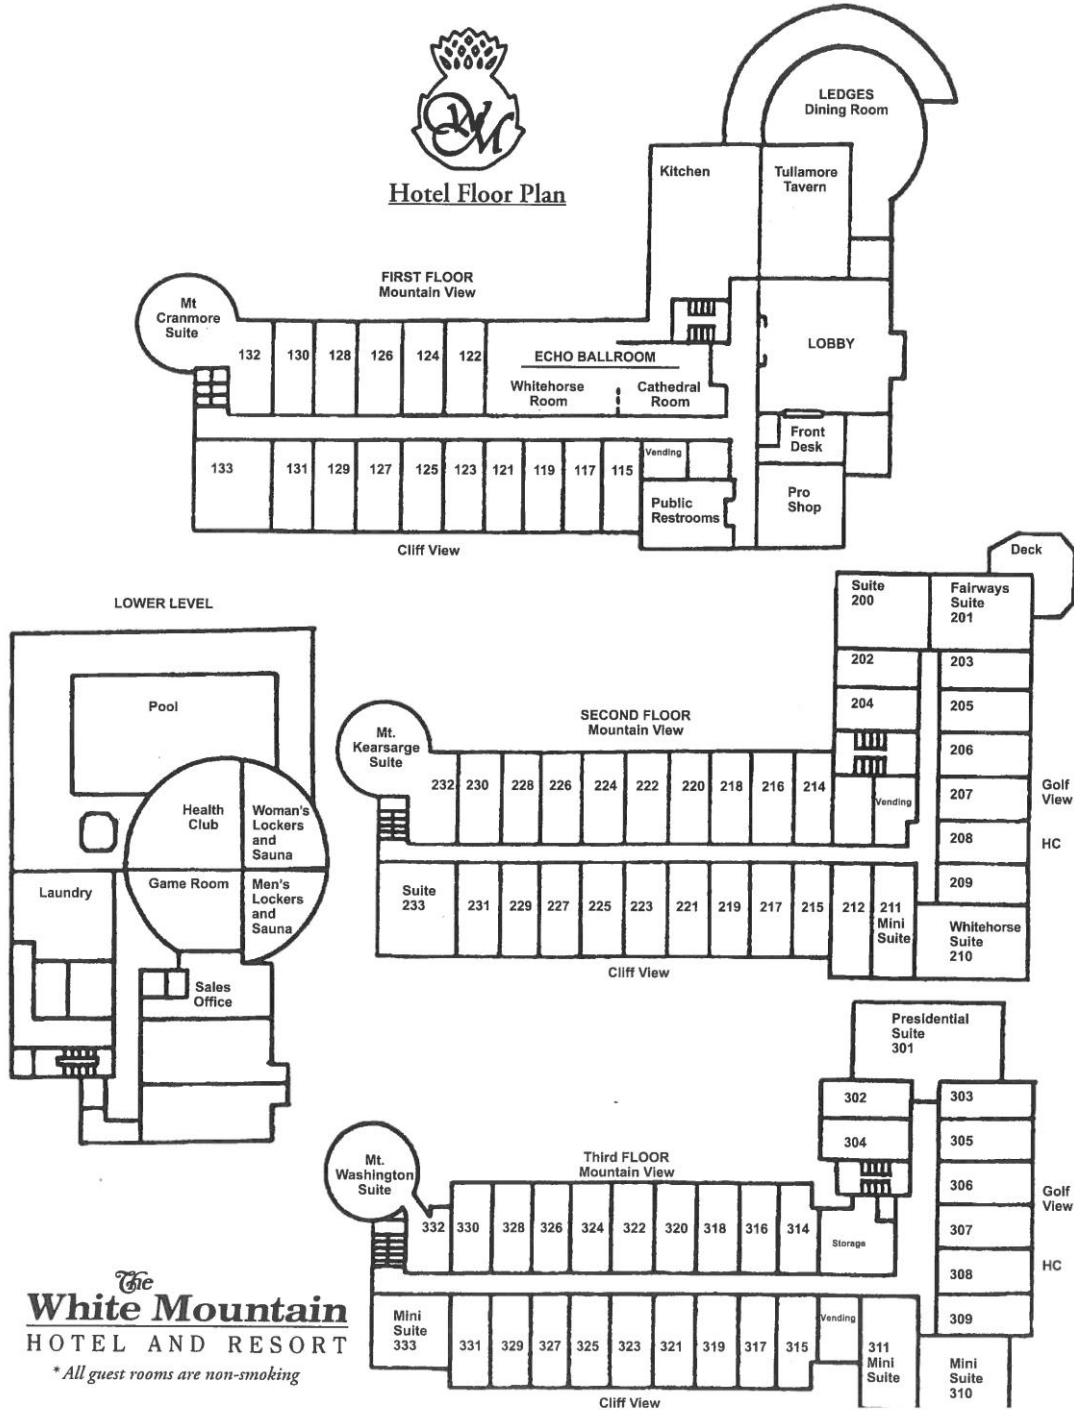 WM
Hotel Floor Plan
LEDGES
Dining Room
Kitchen
Tullamore
Tavern
FIRST FLOOR
Mountain View
Mt
Cranmore
Suite
132 130 128 126 124 122
ECHO BALLROOM
Whitehorse
Room
Cathedral
Room
LOBBY
Front
Desk
133 131 129 127 125 123 121 119 117 115
Vending
Public
Restrooms
Pro
Shop
Cliff View
LOWER LEVEL
Pool
Health
Club
Woman's
Lockers
and
Sauna
Laundry
Game Room
Men's
Lockers
and
Sauna
Sales
Office
Deck
Suite
200
Fairways
Suite
201
202 203
204 205
206
207
208
209
Golf
View
HC
SECOND FLOOR
Mountain View
Mt.
Kearsarge
Suite
232 230 228 226 224 222 220 218 216 214
Vending
Suite
233
231 229 227 225 223 221 219 217 215 212
211
Mini
Suite
Whitehorse
Suite
210
Cliff View
Presidential
Suite
301
302 303
304 305
306
307
308
309
Golf
View
HC
Third FLOOR
Mountain View
Mt.
Washington
Suite
332 330 328 326 324 322 320 318 316 314
Storage
Mini
Suite
333
331 329 327 325 323 321 319 317 315
Vending
311
Mini
Suite
Mini
Suite
310
Cliff View
The
White Mountain
HOTEL AND RESORT
* All guest rooms are non-smoking